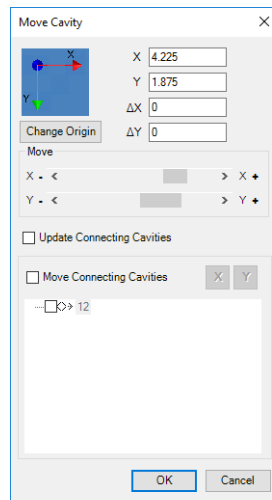 Move Cavity
X
Y
X 4.225
Y 1.875
ΔX 0
ΔY 0
Change Origin
Move
X - < > X +
Y - < > Y +
Update Connecting Cavities
Move Connecting Cavities X Y
12
OK Cancel